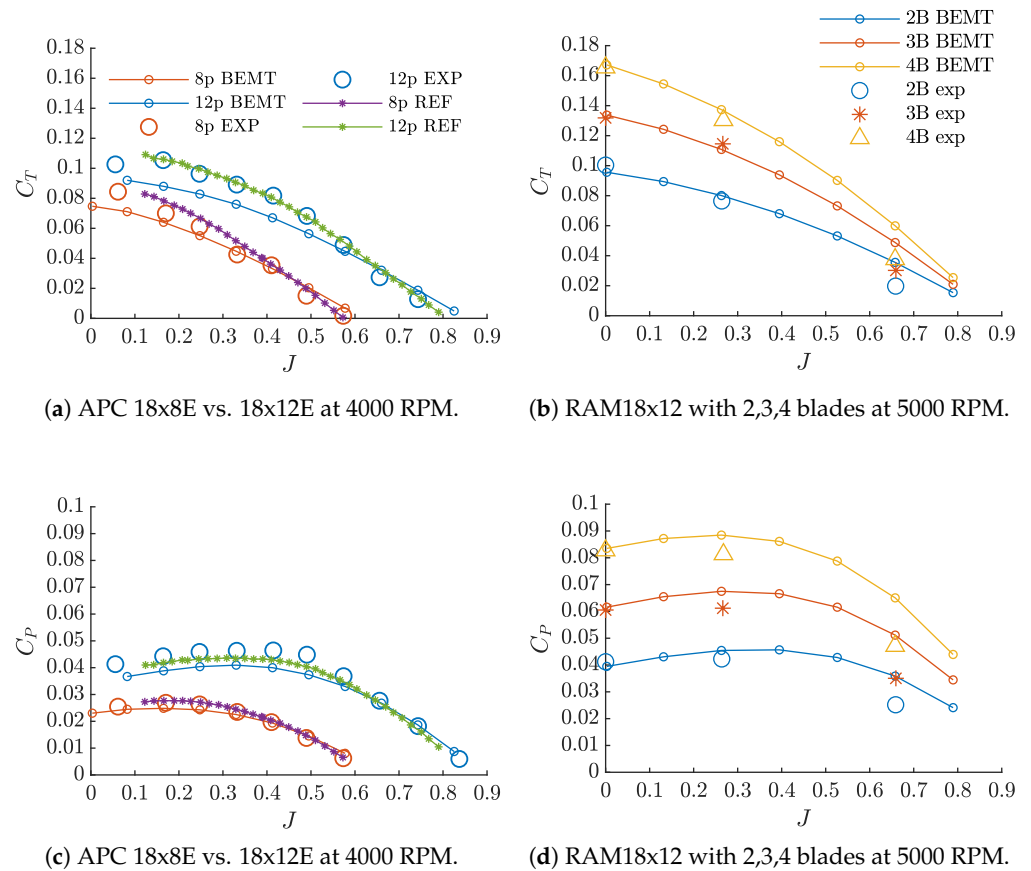 0.18
0.16
0.14
0.12
0.1
0.08
0.06
0.04
0.02
0
C_T
8p BEMT
12p BEMT
8p EXP
12p EXP
8p REF
12p REF
0 0.1 0.2 0.3 0.4 0.5 0.6 0.7 0.8 0.9
J
(a) APC 18x8E vs. 18x12E at 4000 RPM.
0.18
0.16
0.14
0.12
0.1
0.08
0.06
0.04
0.02
0
C_T
2B BEMT
3B BEMT
4B BEMT
2B exp
3B exp
4B exp
0 0.1 0.2 0.3 0.4 0.5 0.6 0.7 0.8 0.9
J
(b) RAM18x12 with 2,3,4 blades at 5000 RPM.
0.1
0.09
0.08
0.07
0.06
0.05
0.04
0.03
0.02
0.01
0
C_P
0 0.1 0.2 0.3 0.4 0.5 0.6 0.7 0.8 0.9
J
(c) APC 18x8E vs. 18x12E at 4000 RPM.
0.1
0.09
0.08
0.07
0.06
0.05
0.04
0.03
0.02
0.01
0
C_P
0 0.1 0.2 0.3 0.4 0.5 0.6 0.7 0.8 0.9
J
(d) RAM18x12 with 2,3,4 blades at 5000 RPM.